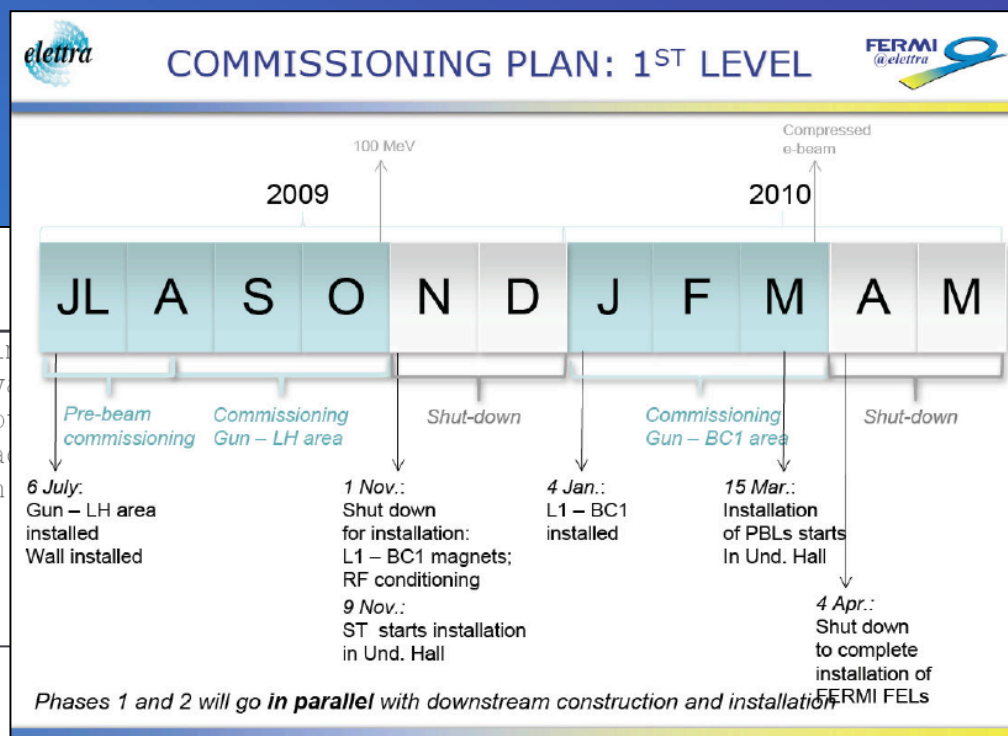 elettra
COMMISSIONING PLAN: 1ST LEVEL
FERMI
@elettra
100 MeV
Compressed
e-beam
2009
2010
JL A S O N D J F M A M
Pre-beam
commissioning
Commissioning
Gun – LH area
Shut-down
Commissioning
Gun – BC1 area
Shut-down
6 July:
Gun – LH area
installed
Wall installed
1 Nov.:
Shut down
for installation:
L1 – BC1 magnets;
RF conditioning
9 Nov.:
ST starts installation
in Und. Hall
4 Jan.:
L1 – BC1
installed
15 Mar.:
Installation
of PBLs starts
In Und. Hall
4 Apr.:
Shut down
to complete
installation of
FERMI FELs
Phases 1 and 2 will go in parallel with downstream construction and installation